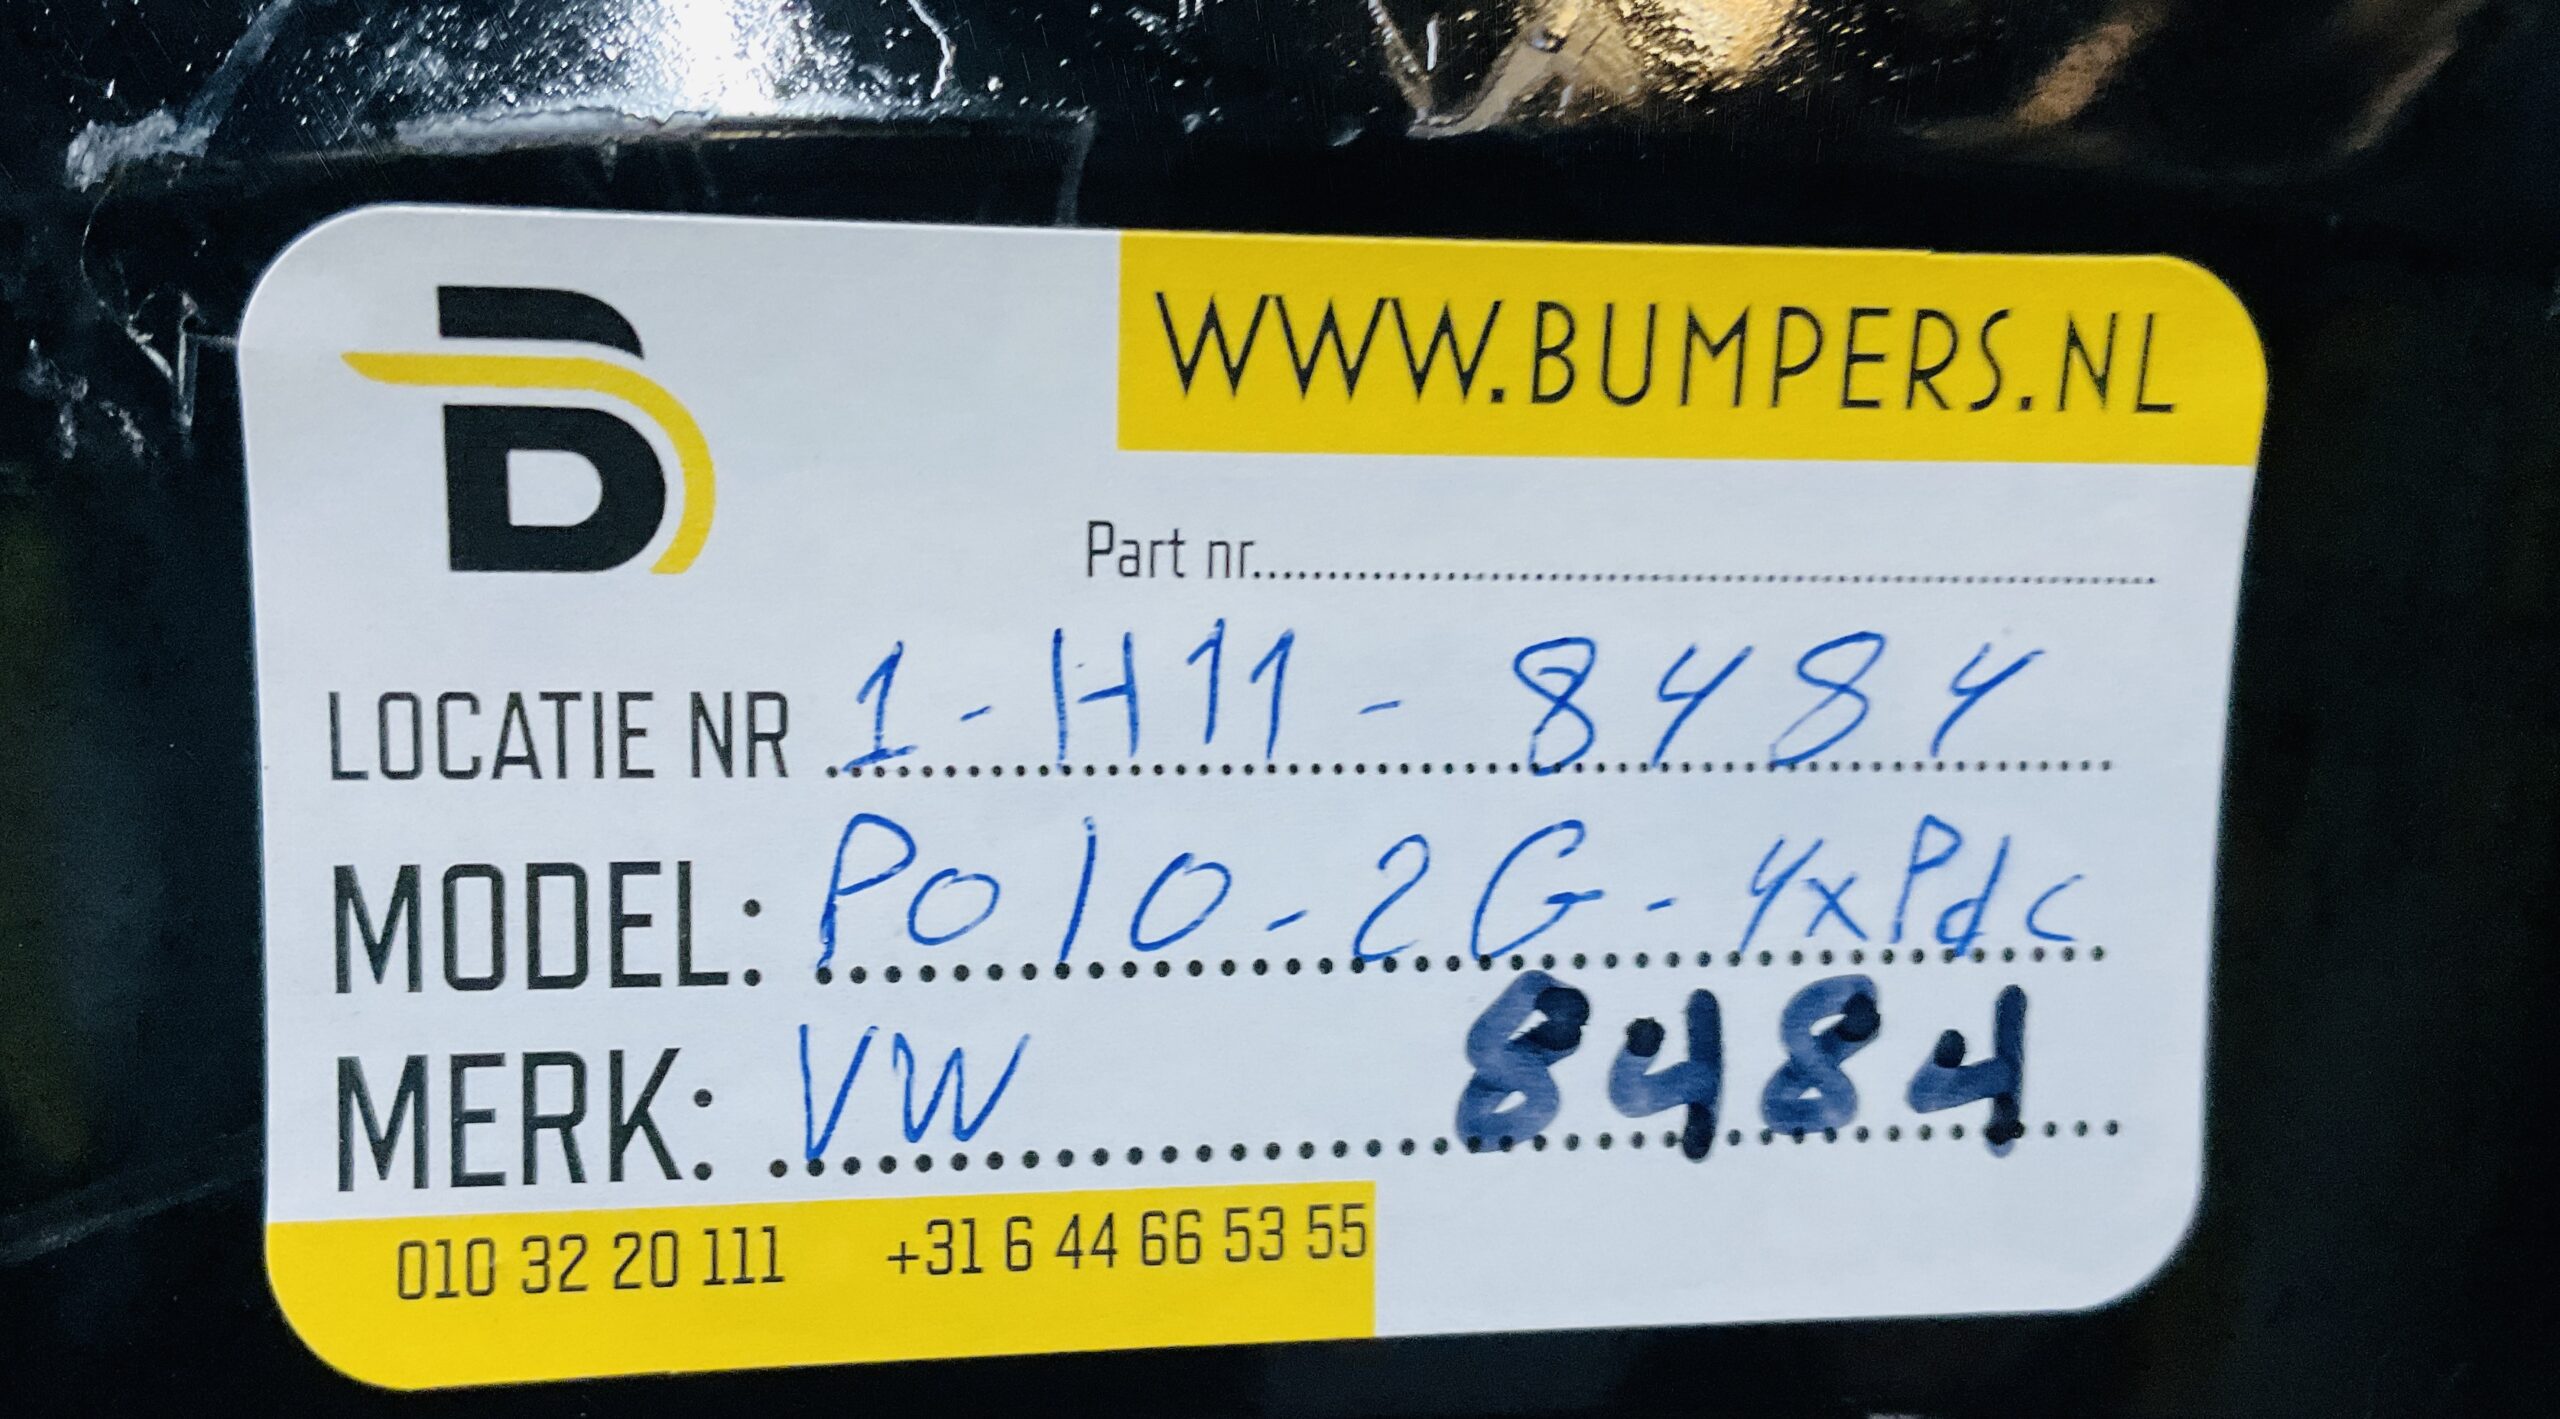 B
WWW.BUMPERS.NL
Part nr..........
LOCATIE NR 1-H11-8484
MODEL: Polo-2G-4xPdc
MERK: VW 8484
010 32 20 111 +31 6 44 66 53 55